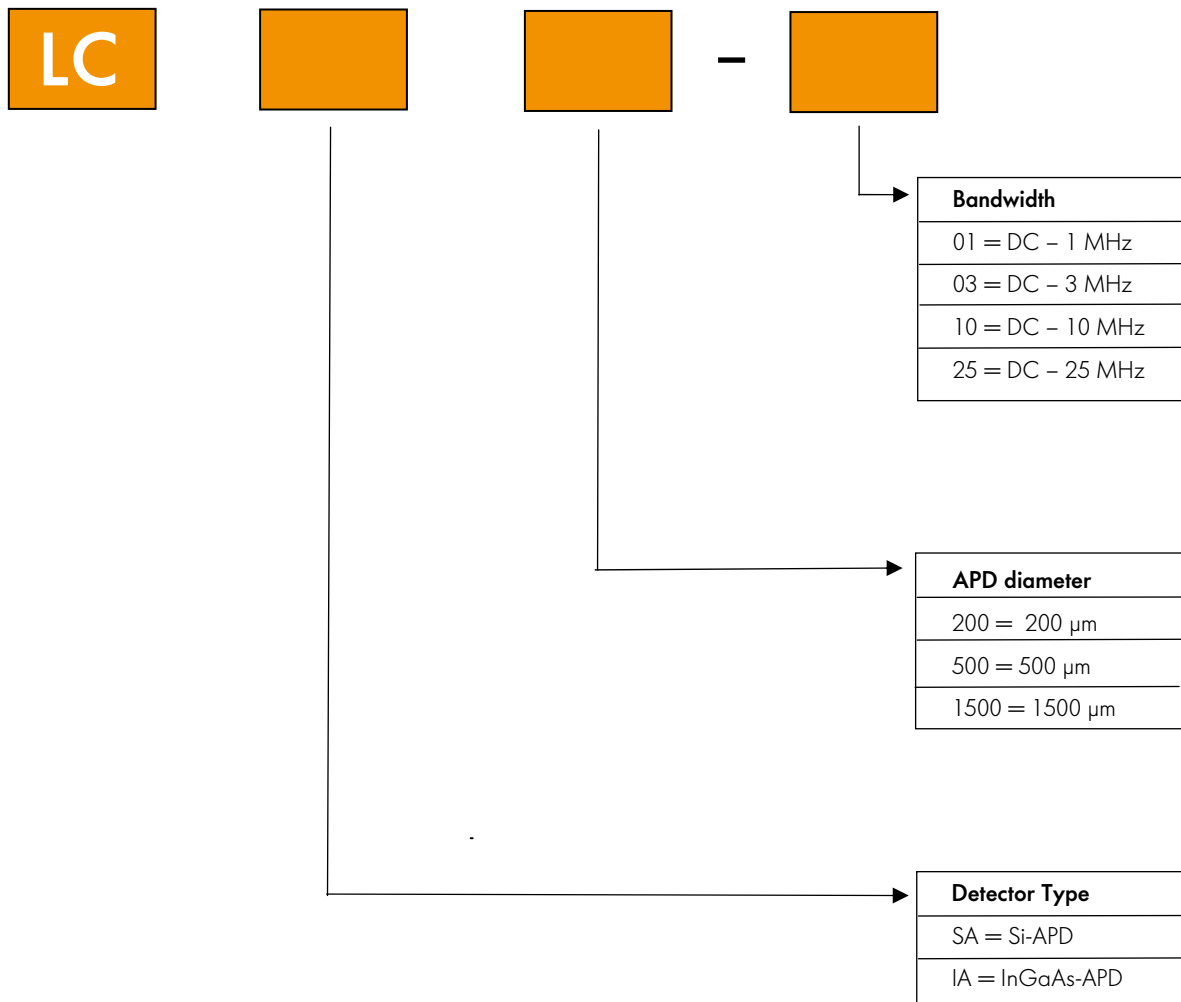 LC –
Bandwidth
01 = DC – 1 MHz
03 = DC – 3 MHz
10 = DC – 10 MHz
25 = DC – 25 MHz
APD diameter
200 = 200 µm
500 = 500 µm
1500 = 1500 µm
-
Detector Type
SA = Si-APD
IA = InGaAs-APD